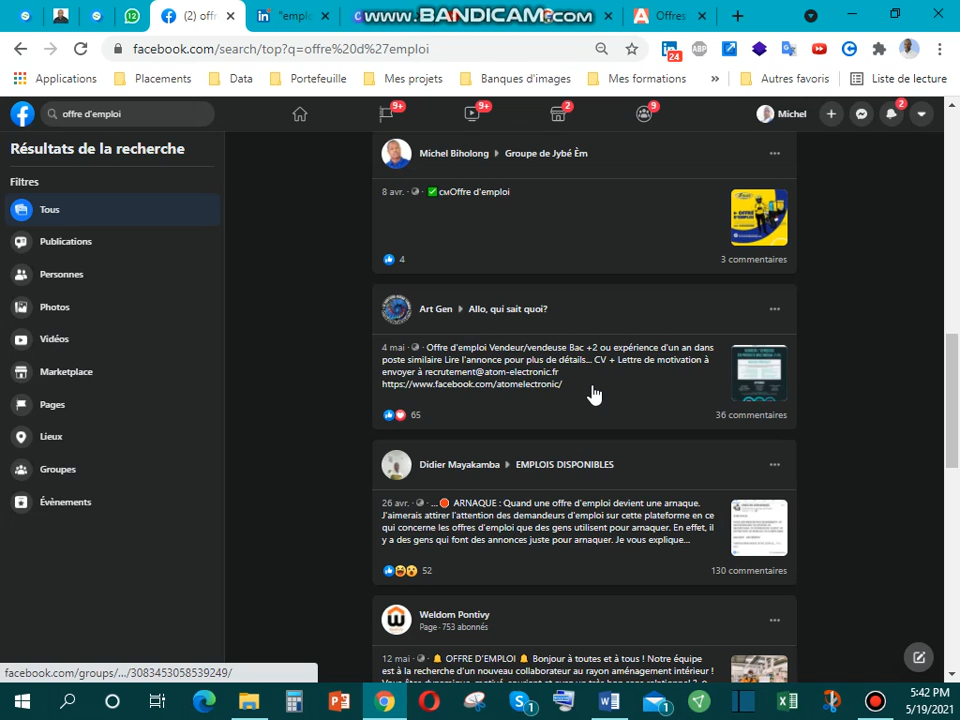 (2) offr
"emplo
WWW.BANDICAM.COM
Offres
facebook.com/search/top?q=offre%20d%27emploi
24
ABP
Applications
Placements
Data
Portefeuille
Mes projets
Banques d'images
Mes formations
»
Autres favoris
Liste de lecture
offre d'emploi
9+
9+
2
9
Michel
2
Résultats de la recherche
Filtres
Tous
Publications
Personnes
Photos
Vidéos
Marketplace
Pages
Lieux
Groupes
Évènements
Michel Biholong
Groupe de Jybé Èm
8 avr. · ✅ смOffre d'emploi
OFFRE
D'EMPLOI
4
3 commentaires
Art Gen
Allo, qui sait quoi?
4 mai · Offre d'emploi Vendeur/vendeuse Bac +2 ou expérience d'un an dans
poste similaire Lire l'annonce pour plus de détails... CV + Lettre de motivation à
envoyer à recrutement@atom-electronic.fr
https://www.facebook.com/atomelectronic/
65
36 commentaires
Didier Mayakamba
EMPLOIS DISPONIBLES
26 avr. · ...🔴 ARNAQUE : Quand une offre d'emploi devient une arnaque.
J'aimerais attirer l'attention des demandeurs d'emploi sur cette plateforme en ce
qui concerne les offres d'emploi que des gens utilisent pour arnaquer. En effet, il
y a des gens qui font des annonces juste pour arnaquer. Je vous explique...
52
130 commentaires
Weldom Pontivy
Page · 753 abonnés
12 mai · 🔔 OFFRE D'EMPLOI 🔔 Bonjour à toutes et à tous ! Notre équipe
est à la recherche d'un nouveau collaborateur au rayon aménagement intérieur !
facebook.com/groups/.../3083453058539249/
1
1
5:42 PM
5/19/2021